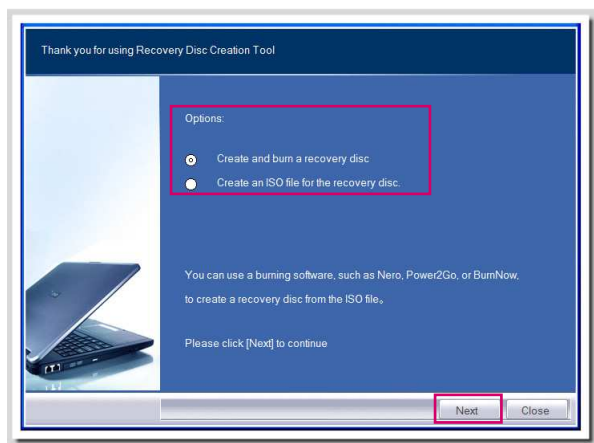 Thank you for using Recovery Disc Creation Tool
Options:
Create and burn a recovery disc
Create an ISO file for the recovery disc.
You can use a burning software, such as Nero, Power2Go, or BurnNow,
to create a recovery disc from the ISO file。
Please click [Next] to continue
Next
Close